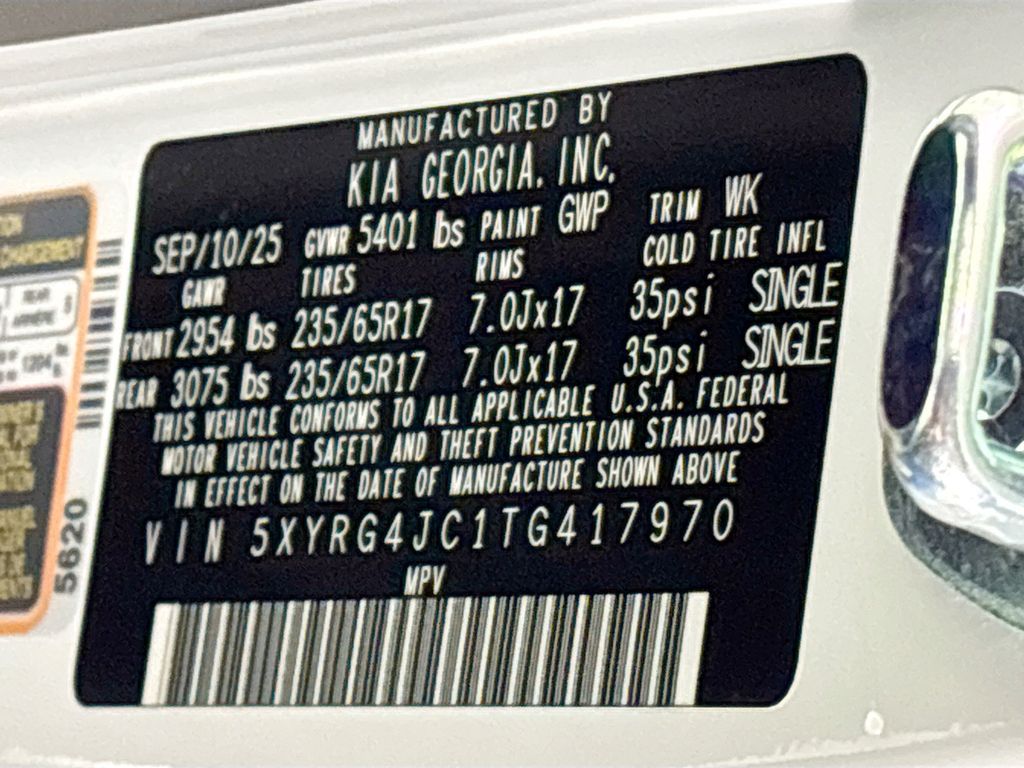 MANUFACTURED BY
KIA GEORGIA. INC.
SEP/10/25 GVWR 5401 lbs PAINT GWP TRIM WK
GAWR TIRES RIMS COLD TIRE INFL
FRONT 2954 lbs 235/65R17 7.0Jx17 35psi SINGLE
REAR 3075 lbs 235/65R17 7.0Jx17 35psi SINGLE
THIS VEHICLE CONFORMS TO ALL APPLICABLE U.S.A. FEDERAL
MOTOR VEHICLE SAFETY AND THEFT PREVENTION STANDARDS
IN EFFECT ON THE DATE OF MANUFACTURE SHOWN ABOVE
VIN 5XYRG4JC1TG417970
MPV
5620
REAR